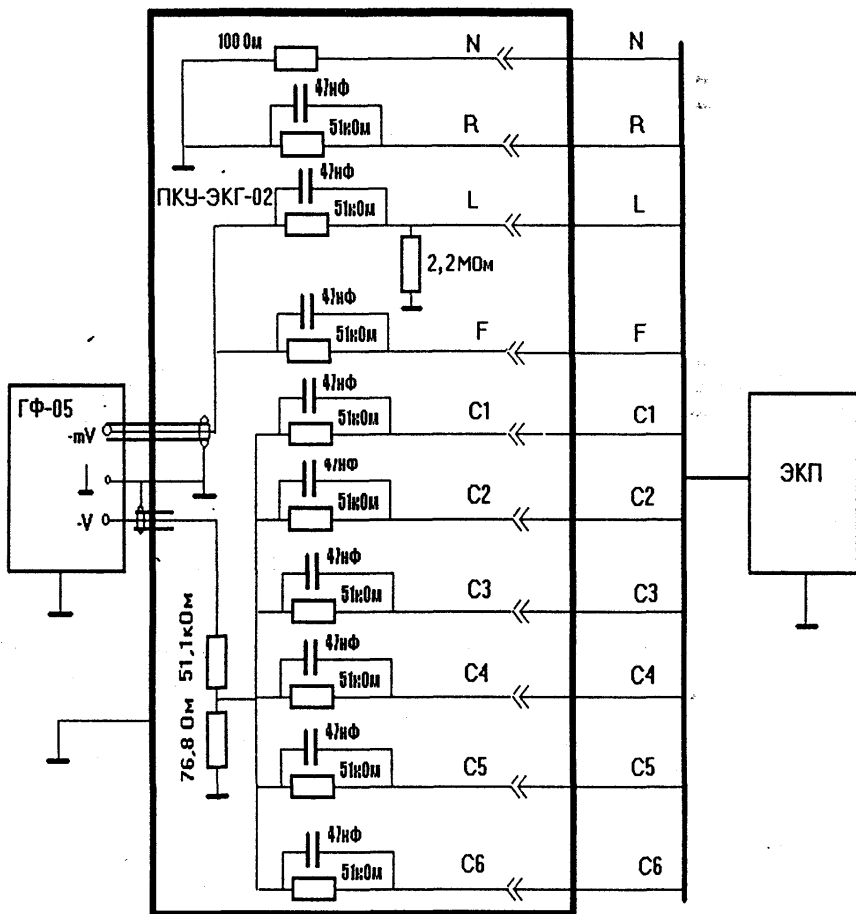 100 Ом
N
N
47нФ
51кОм
R
R
ПКУ-ЭКГ-02
47нФ
51кОм
L
L
2,2МОм
47нФ
51кОм
F
F
ГФ-05
-mV
-V
47нФ
51кОм
C1
C1
47нФ
51кОм
C2
C2
ЭКП
47нФ
51кОм
C3
C3
51,1кОм
47нФ
51кОм
C4
C4
76,8 Ом
47нФ
51кОм
C5
C5
47нФ
51кОм
C6
C6